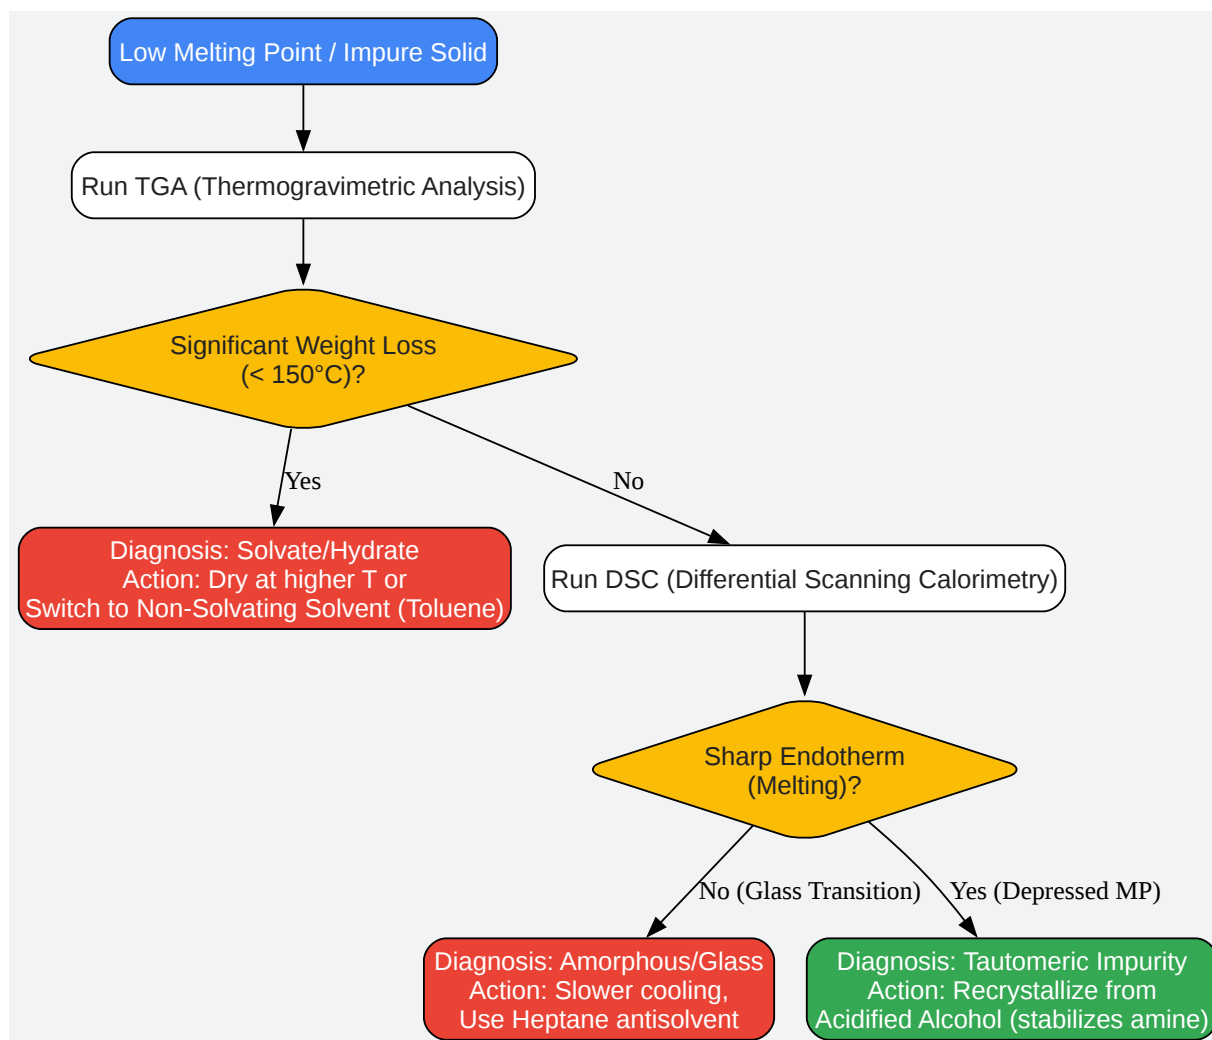 Low Melting Point / Impure Solid
Run TGA (Thermogravimetric Analysis)
Significant Weight Loss
(< 150°C)?
Yes
No
Diagnosis: Solvate/Hydrate
Action: Dry at higher T or
Switch to Non-Solvating Solvent (Toluene)
Run DSC (Differential Scanning Calorimetry)
Sharp Endotherm
(Melting)?
No (Glass Transition)
Yes (Depressed MP)
Diagnosis: Amorphous/Glass
Action: Slower cooling,
Use Heptane antisolvent
Diagnosis: Tautomeric Impurity
Action: Recrystallize from
Acidified Alcohol (stabilizes amine)